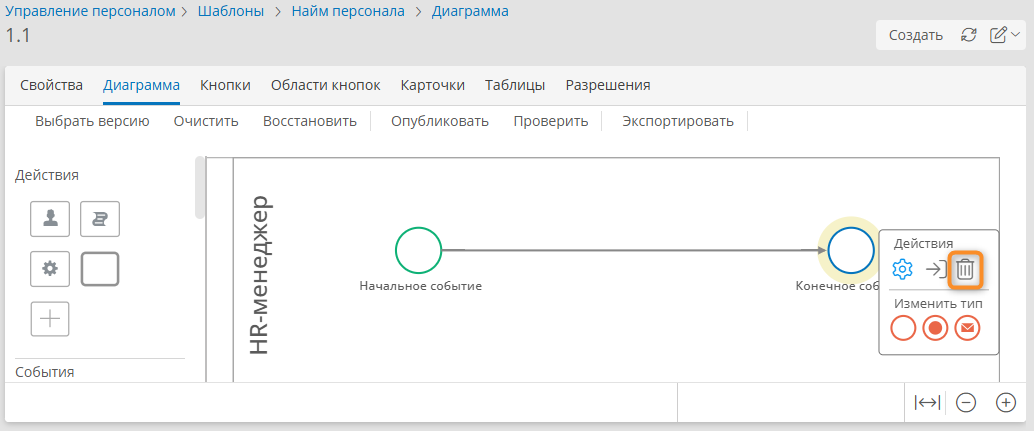 Управление персоналом > Шаблоны > Найм персонала > Диаграмма
1.1
Создать
Свойства Диаграмма Кнопки Области кнопок Карточки Таблицы Разрешения
Выбрать версию Очистить Восстановить Опубликовать Проверить Экспортировать
Действия
События
HR-менеджер
Начальное событие
Конечное соб
Действия
Изменить тип